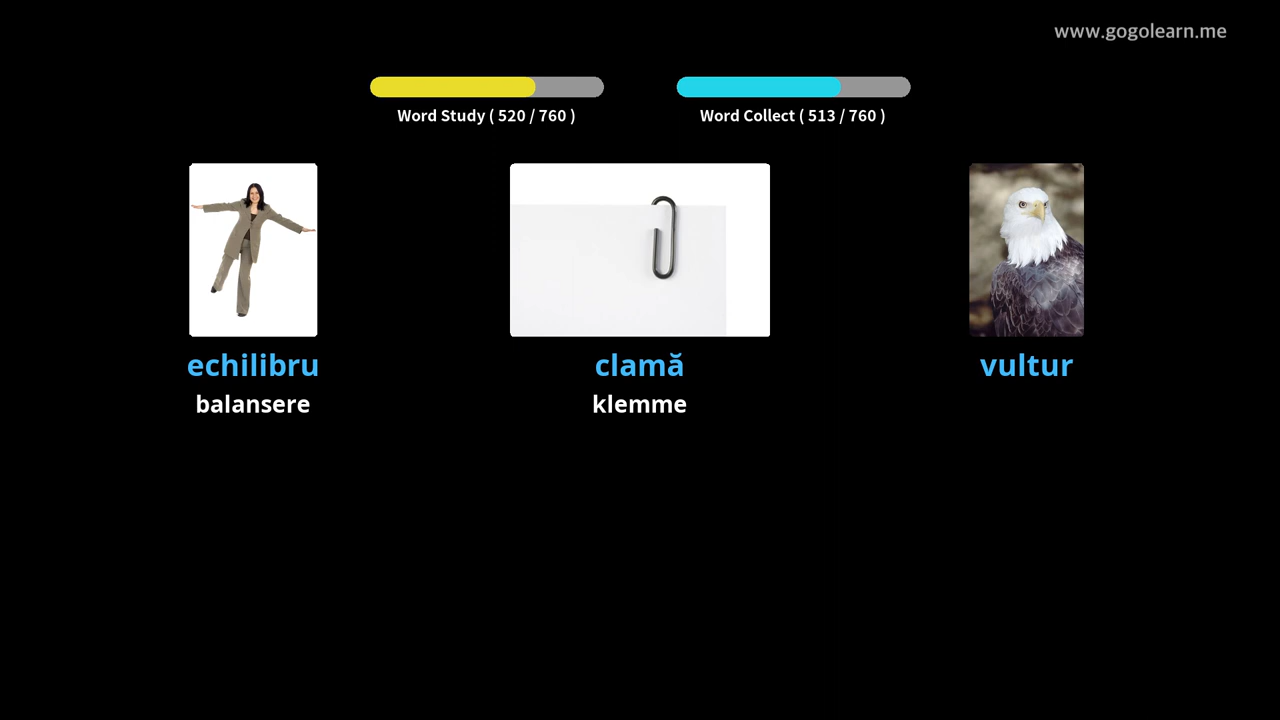 www.gogolearn.me
Word Study ( 520 / 760 )
Word Collect ( 513 / 760 )
echilibru
clamă
vultur
balansere
klemme